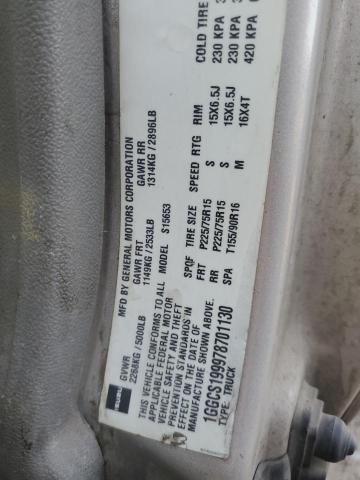 ISUZU
MFD BY GENERAL MOTORS CORPORATION
GVWR GAWR FRT GAWR RR
2268KG / 5000LB 1149KG / 2533LB 1314KG / 2896LB
THIS VEHICLE CONFORMS TO ALL
APPLICABLE FEDERAL MOTOR
VEHICLE SAFETY AND THEFT
PREVENTION STANDARDS IN
EFFECT ON THE DATE OF
MANUFACTURE SHOWN ABOVE.
1GGCS199978701130
TYPE: TRUCK
MODEL: S15653
SPOF TIRE SIZE SPEED RTG RIM COLD TIRE
FRT P225/75R15 S 15X6.5J 230 KPA
RR P225/75R15 S 15X6.5J 230 KPA
SPA T155/90R16 M 16X4T 420 KPA